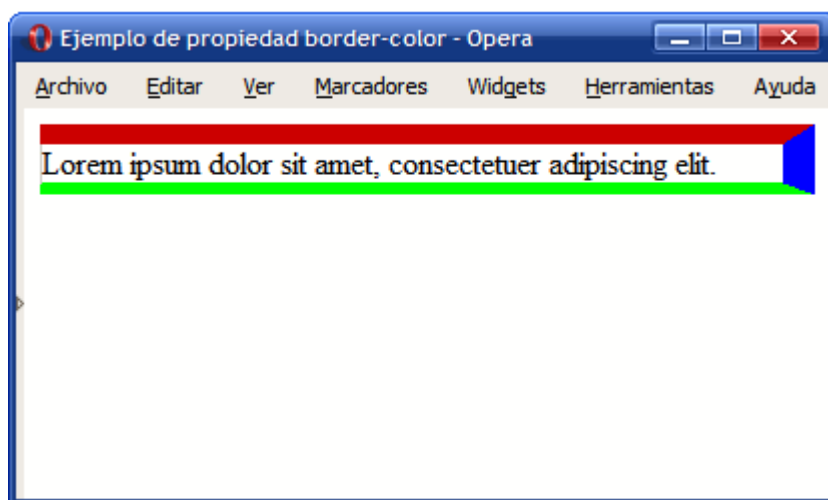 Ejemplo de propiedad border-color - Opera
Archivo Editar Ver Marcadores Widgets Herramientas Ayuda
Lorem ipsum dolor sit amet, consectetuer adipiscing elit.